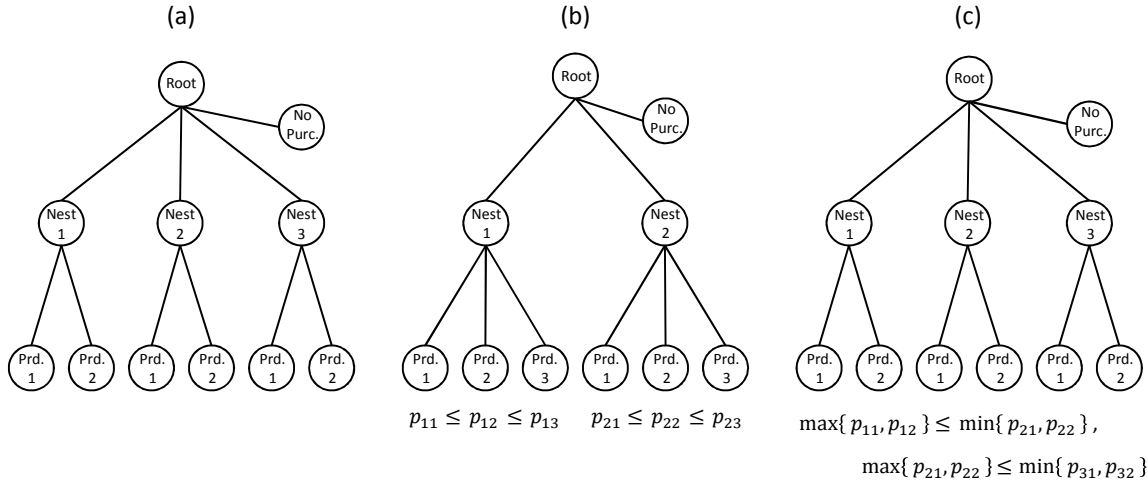 (a)
Root
No
Purc.
Nest
1
Nest
2
Nest
3
Prd.
1
Prd.
2
Prd.
1
Prd.
2
Prd.
1
Prd.
2
(b)
Root
No
Purc.
Nest
1
Nest
2
Prd.
1
Prd.
2
Prd.
3
Prd.
1
Prd.
2
Prd.
3
p₁₁ ≤ p₁₂ ≤ p₁₃
p₂₁ ≤ p₂₂ ≤ p₂₃
(c)
Root
No
Purc.
Nest
1
Nest
2
Nest
3
Prd.
1
Prd.
2
Prd.
1
Prd.
2
Prd.
1
Prd.
2
max{ p₁₁, p₁₂ } ≤ min{ p₂₁, p₂₂ } ,
max{ p₂₁, p₂₂ } ≤ min{ p₃₁, p₃₂ }